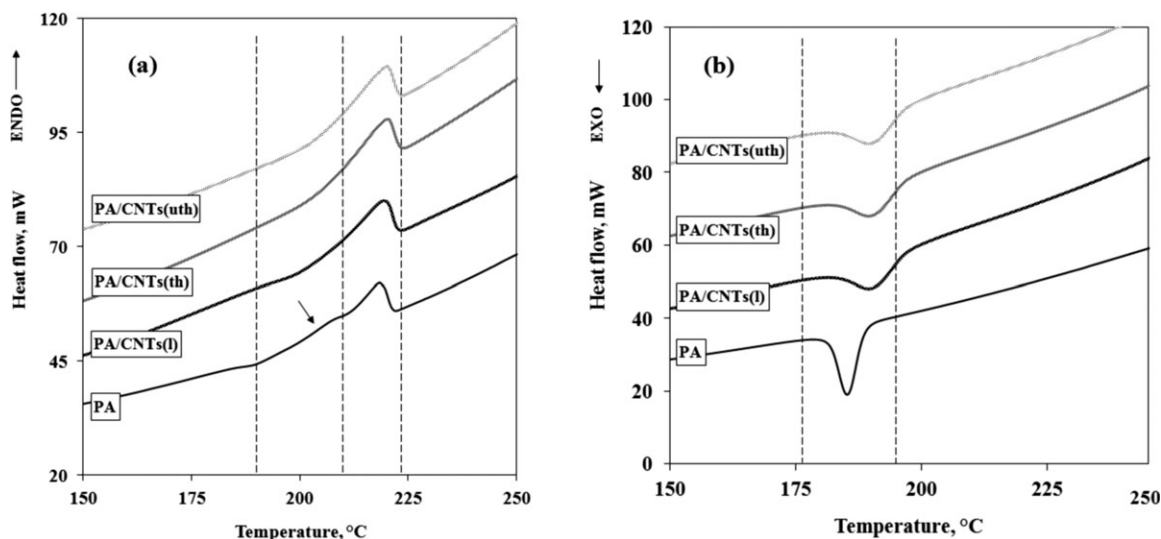 (a)
ENDO
Heat flow, mW
120
95
70
45
20
PA/CNTs(uth)
PA/CNTs(th)
PA/CNTs(l)
PA
150
175
200
225
250
Temperature, °C
(b)
EXO
Heat flow, mW
120
100
80
60
40
20
0
PA/CNTs(uth)
PA/CNTs(th)
PA/CNTs(l)
PA
150
175
200
225
250
Temperature, °C